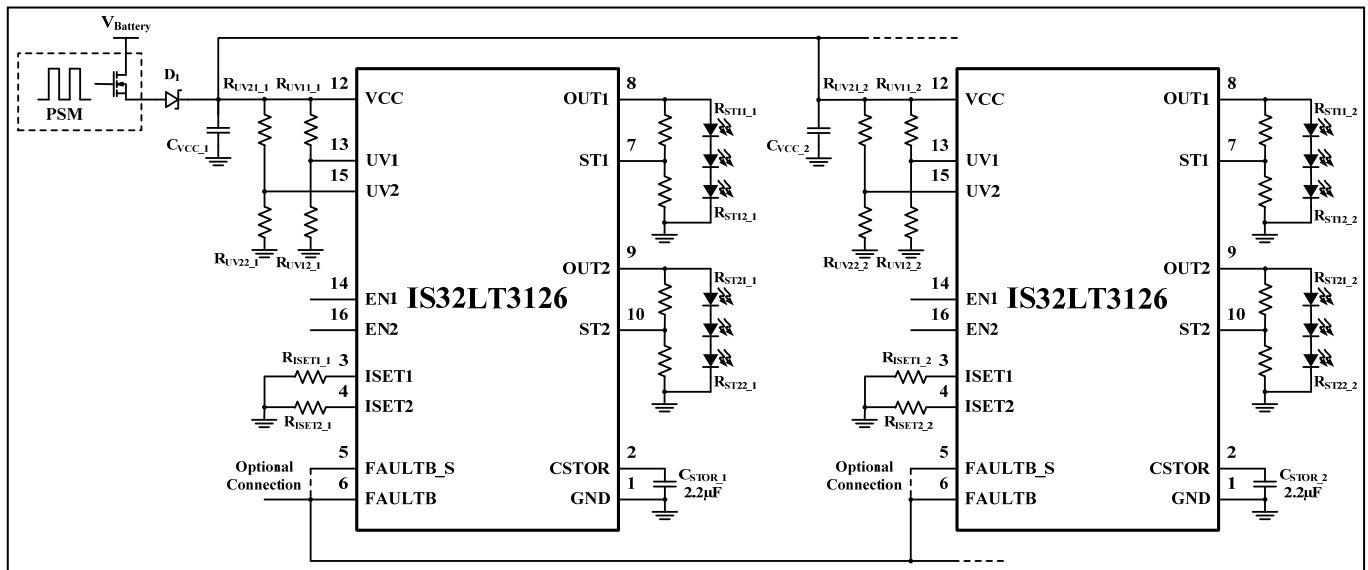 VBattery
PSM
D1
CVCC_1
RUV21_1 RUV11_1
RUV22_1 RUV12_1
12 VCC
13 UV1
15 UV2
14 EN1
16 EN2
RISET1_1 3 ISET1
RISET2_1 4 ISET2
Optional
Connection
5 FAULTB_S
6 FAULTB
IS32LT3126
OUT1 8
ST1 7
RST11_1
RST12_1
OUT2 9
ST2 10
RST21_1
RST22_1
CSTOR 2
GND 1
CSTOR_1
2.2µF
CVCC_2
RUV21_2 RUV11_2
RUV22_2 RUV12_2
12 VCC
13 UV1
15 UV2
14 EN1
16 EN2
RISET1_2 3 ISET1
RISET2_2 4 ISET2
Optional
Connection
5 FAULTB_S
6 FAULTB
IS32LT3126
OUT1 8
ST1 7
RST11_2
RST12_2
OUT2 9
ST2 10
RST21_2
RST22_2
CSTOR 2
GND 1
CSTOR_2
2.2µF